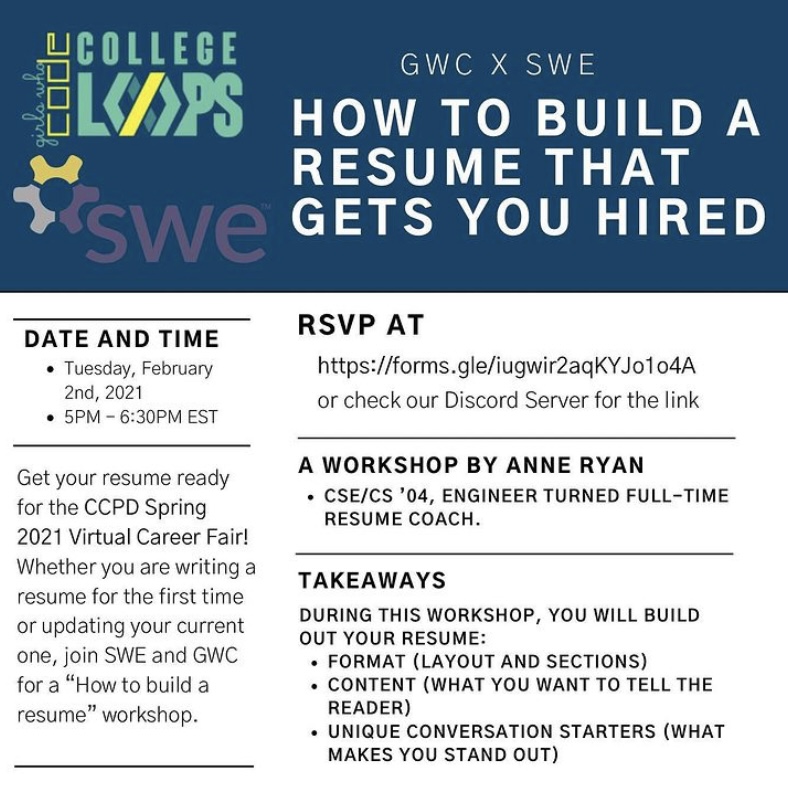 girls who
code
COLLEGE
LOOPS
swe™
GWC X SWE
HOW TO BUILD A
RESUME THAT
GETS YOU HIRED
DATE AND TIME
• Tuesday, February
2nd, 2021
• 5PM - 6:30PM EST
Get your resume ready
for the CCPD Spring
2021 Virtual Career Fair!
Whether you are writing a
resume for the first time
or updating your current
one, join SWE and GWC
for a “How to build a
resume” workshop.
RSVP AT
https://forms.gle/iugwir2aqKYJo1o4A
or check our Discord Server for the link
A WORKSHOP BY ANNE RYAN
• CSE/CS ’04, ENGINEER TURNED FULL-TIME
RESUME COACH.
TAKEAWAYS
DURING THIS WORKSHOP, YOU WILL BUILD
OUT YOUR RESUME:
• FORMAT (LAYOUT AND SECTIONS)
• CONTENT (WHAT YOU WANT TO TELL THE
READER)
• UNIQUE CONVERSATION STARTERS (WHAT
MAKES YOU STAND OUT)